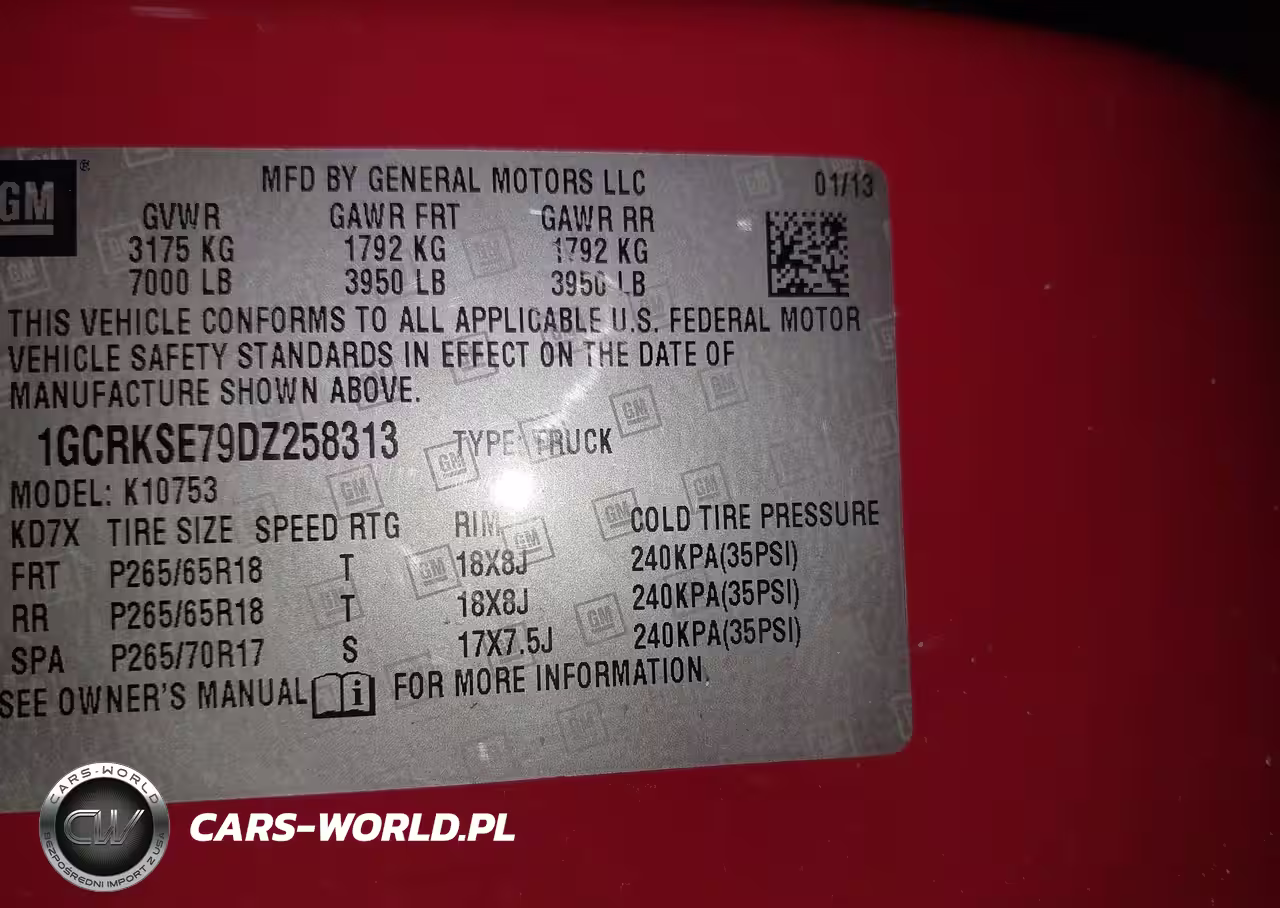 GM ®
MFD BY GENERAL MOTORS LLC 01/13
GVWR GAWR FRT GAWR RR
3175 KG 1792 KG 1792 KG
7000 LB 3950 LB 3950 LB
THIS VEHICLE CONFORMS TO ALL APPLICABLE U.S. FEDERAL MOTOR
VEHICLE SAFETY STANDARDS IN EFFECT ON THE DATE OF
MANUFACTURE SHOWN ABOVE.
1GCRKSE79DZ258313 TYPE: TRUCK
MODEL: K10753
KD7X TIRE SIZE SPEED RTG RIM COLD TIRE PRESSURE
FRT P265/65R18 T 18X8J 240KPA(35PSI)
RR P265/65R18 T 18X8J 240KPA(35PSI)
SPA P265/70R17 S 17X7.5J 240KPA(35PSI)
SEE OWNER'S MANUAL i FOR MORE INFORMATION.
CARS-WORLD
CW
BEZPOŚREDNI IMPORT Z USA
CARS-WORLD.PL